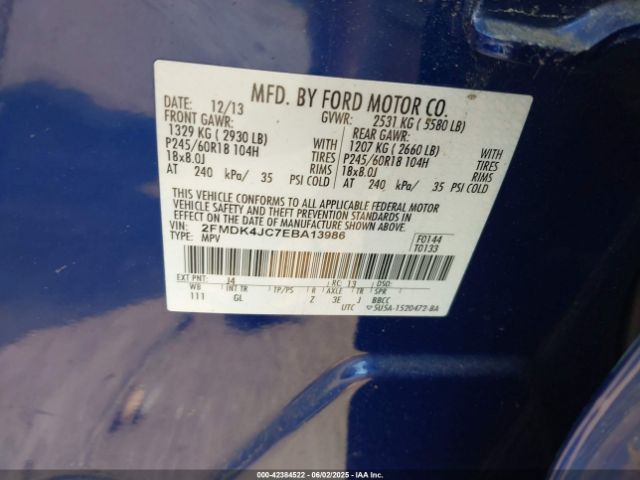 MFD. BY FORD MOTOR CO.
DATE: 12/13 GVWR: 2531 KG ( 5580 LB)
FRONT GAWR: REAR GAWR:
1329 KG ( 2930 LB) WITH 1207 KG ( 2660 LB) WITH
P245/60R18 104H TIRES P245/60R18 104H TIRES
18x8.0J RIMS 18x8.0J RIMS
AT 240 kPa/ 35 PSI COLD AT 240 kPa/ 35 PSI COLD
THIS VEHICLE CONFORMS TO ALL APPLICABLE FEDERAL MOTOR
VEHICLE SAFETY AND THEFT PREVENTION STANDARDS IN
EFFECT ON THE DATE OF MANUFACTURE SHOWN ABOVE.
VIN: 2FMDK4JC7EBA13986 F0144
TYPE: MPV T0133
EXT PNT: J4 RC: 13 DSO:
WB INT TR TP/PS R AXLE TR SPR
111 GL Z 3E J BBCC
UTC 5U5A-1520472-BA
00-42384522 - 06/02/2025 - IAAI.COM